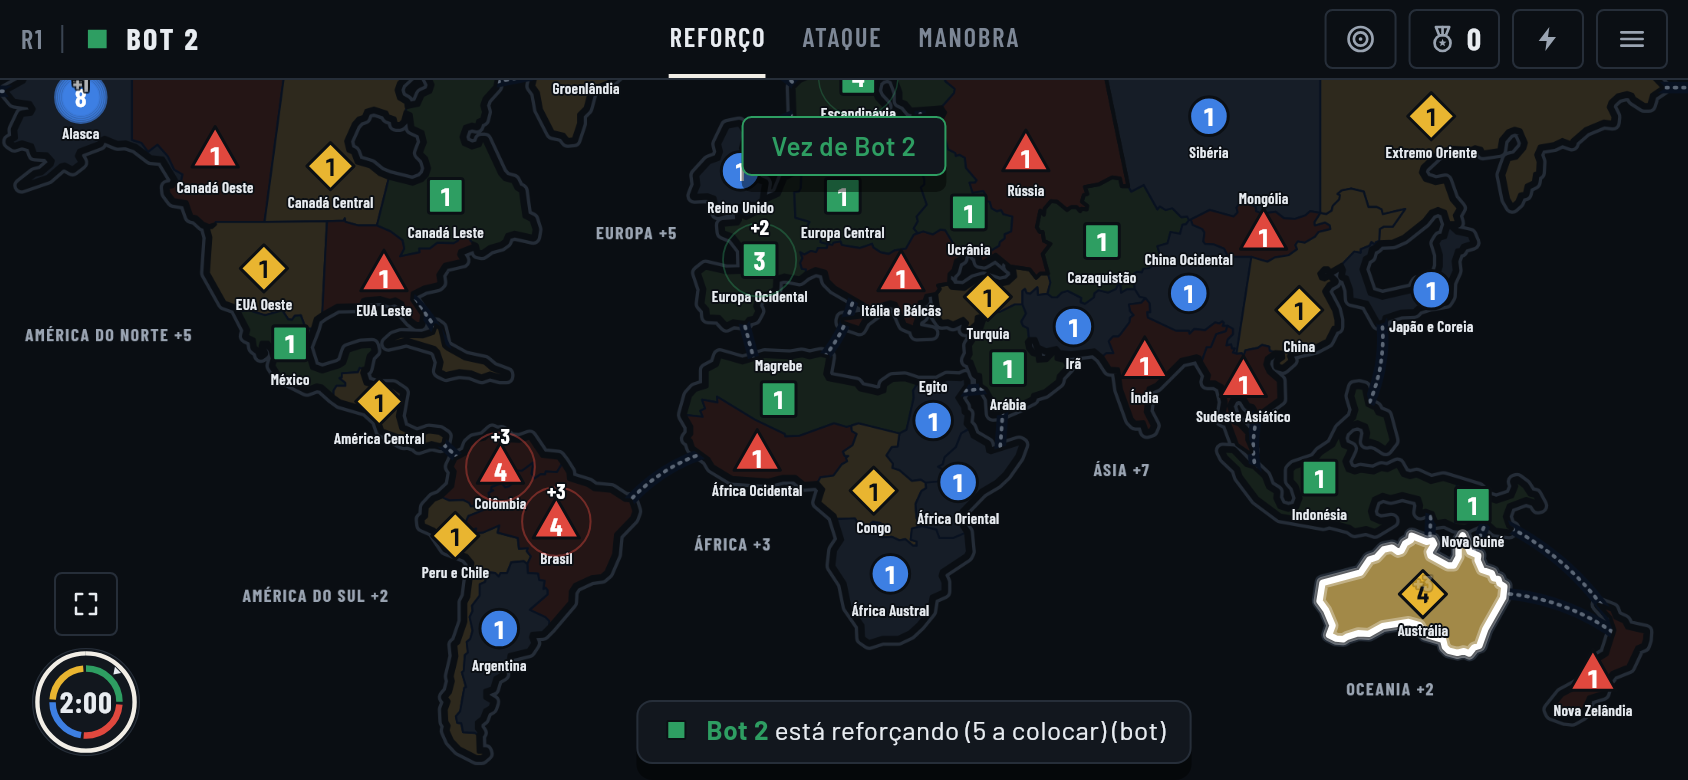 R1
BOT 2
REFORÇO
ATAQUE
MANOBRA
0
Groenlândia
+1
8
Alasca
4
Escandinávia
Vez de Bot 2
1
Canadá Oeste
1
Canadá Central
1
Canadá Leste
1
Reino Unido
1
Europa Central
1
Ucrânia
1
Rússia
1
Sibéria
1
Extremo Oriente
Mongólia
1
EUROPA +5
+2
3
Europa Ocidental
1
Cazaquistão
China Ocidental
1
1
EUA Oeste
1
EUA Leste
1
Itália e Bálcãs
1
Turquia
1
Irã
1
China
1
Japão e Coreia
AMÉRICA DO NORTE +5
1
México
Magrebe
1
Egito
1
1
Arábia
1
Índia
1
Sudeste Asiático
1
América Central
+3
4
Colômbia
+3
4
Brasil
1
África Ocidental
ÁSIA +7
1
Congo
1
África Oriental
1
Indonésia
1
Nova Guiné
1
Peru e Chile
ÁFRICA +3
AMÉRICA DO SUL +2
1
África Austral
4
Austrália
1
Argentina
1
Nova Zelândia
OCEANIA +2
2:00
Bot 2 está reforçando (5 a colocar) (bot)